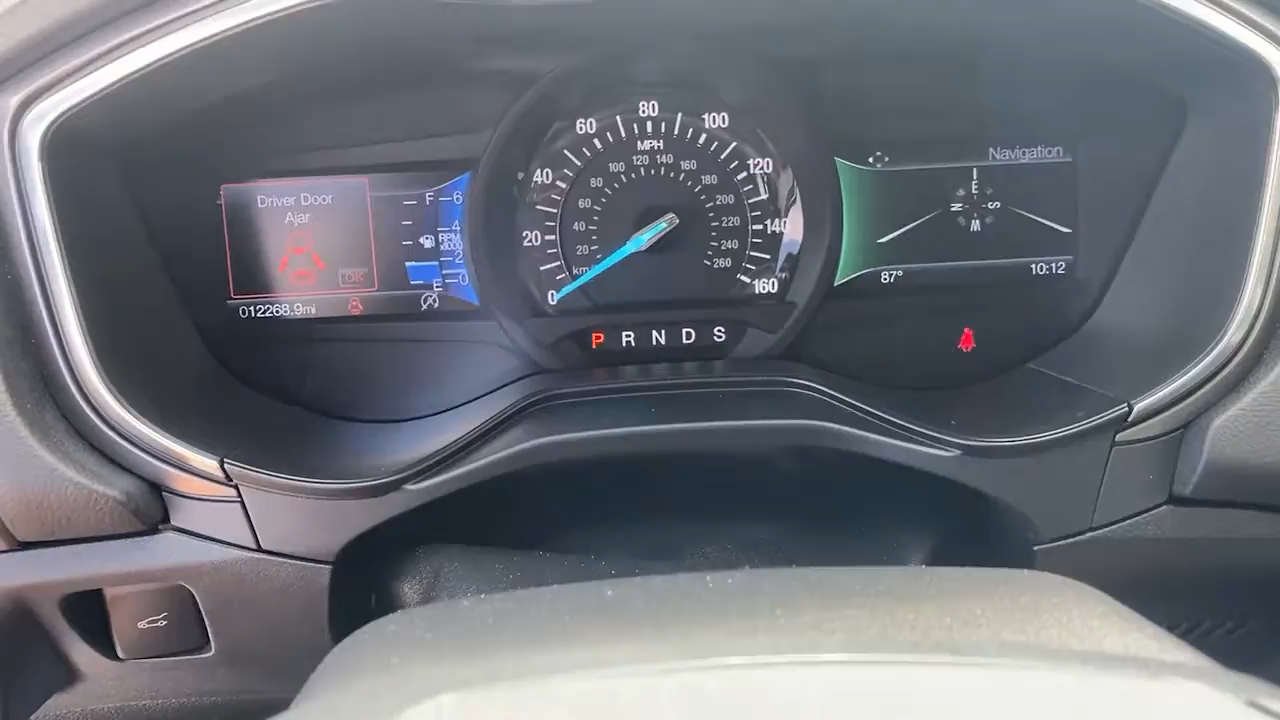 Driver Door
Ajar
OK
012268.9mi
F
E
6
4
RPM
x1000
2
0
0
20
40
60
80
100
120
140
160
MPH
km/h
20
40
60
80
100
120
140
160
180
200
220
240
260
P R N D S
Navigation
E
N
S
W
87°
10:12